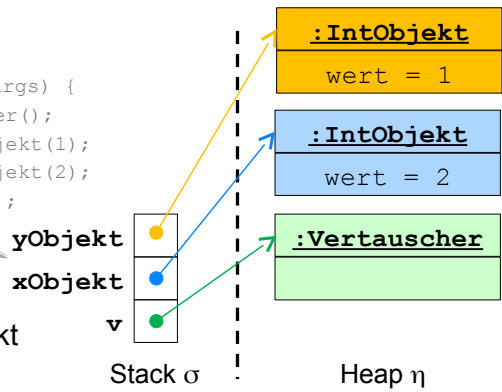 rgs) {
er();
jekt(1);
jekt(2);
;
:IntObjekt
wert = 1
:IntObjekt
wert = 2
:Vertauscher
yObjekt
xObjekt
v
kt
Stack σ
Heap η